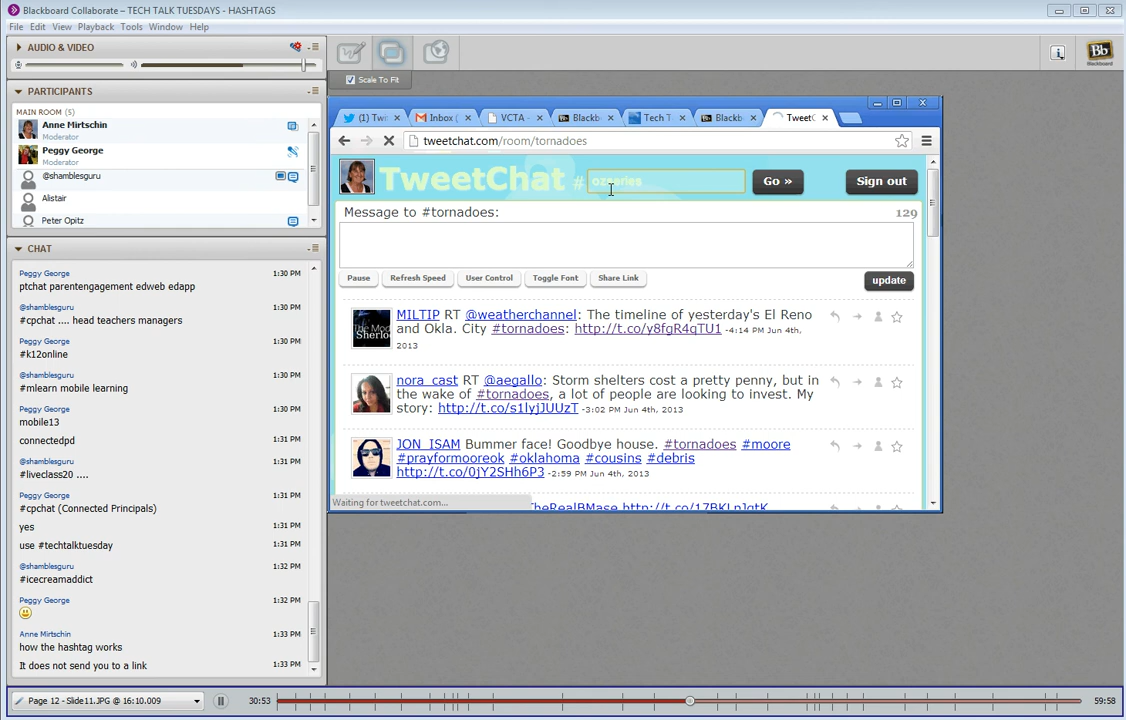 Blackboard Collaborate – TECH TALK TUESDAYS - HASHTAGS
File Edit View Playback Tools Window Help
AUDIO & VIDEO
PARTICIPANTS
MAIN ROOM (5)
Anne Mirtschin
Moderator
Peggy George
Moderator
@shamblesguru
Alistair
Peter Opitz
CHAT
Peggy George 1:30 PM
ptchat parentengagement edweb edapp
@shamblesguru 1:30 PM
#cpchat .... head teachers managers
Peggy George 1:30 PM
#k12online
@shamblesguru 1:30 PM
#mlearn mobile learning
Peggy George 1:30 PM
mobile13
connectedpd 1:31 PM
@shamblesguru 1:31 PM
#liveclass20 ....
Peggy George 1:31 PM
#cpchat (Connected Principals)
yes 1:31 PM
use #techtalktuesday 1:31 PM
@shamblesguru 1:32 PM
#icecreamaddict
Peggy George 1:32 PM
Anne Mirtschin 1:33 PM
how the hashtag works
It does not send you to a link 1:33 PM
Scale To Fit
Bb
Blackboard
(1) Twi
Gmail Inbox (
VCTA -
Blackb
Tech T
Blackb
TweetC
tweetchat.com/room/tornadoes
TweetChat # Go » Sign out
Message to #tornadoes: 129
Pause Refresh Speed User Control Toggle Font Share Link update
MILTIP RT @weatherchannel: The timeline of yesterday's El Reno
and Okla. City #tornadoes: http://t.co/y8fgR4qTU1 -4:14 PM Jun 4th,
2013
nora_cast RT @aegallo: Storm shelters cost a pretty penny, but in
the wake of #tornadoes, a lot of people are looking to invest. My
story: http://t.co/s1lyjJUUzT -3:02 PM Jun 4th, 2013
JON_ISAM Bummer face! Goodbye house. #tornadoes #moore
#prayformooreok #oklahoma #cousins #debris
http://t.co/0jY2SHh6P3 -2:59 PM Jun 4th, 2013
Waiting for tweetchat.com...
Page 12 - Slide11.JPG @ 16:10.009
30:53
59:58